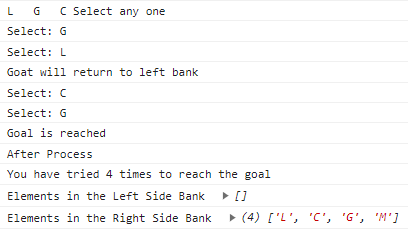 L   G   C Select any one
Select: G
Select: L
Goat will return to left bank
Select: C
Select: G
Goal is reached
After Process
You have tried 4 times to reach the goal
Elements in the Left Side Bank ▶ []
Elements in the Right Side Bank ▶ (4) ['L', 'C', 'G', 'M']